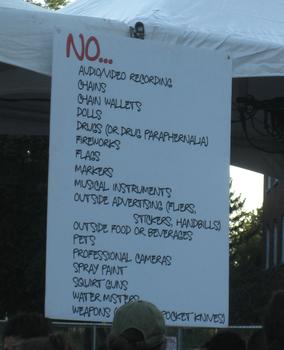 NO...
AUDIO/VIDEO RECORDING
CHAINS
CHAIN WALLETS
DOLLS
DRUGS (OR DRUG PARAPHERNALIA)
FIREWORKS
FLAGS
MARKERS
MUSICAL INSTRUMENTS
OUTSIDE ADVERTISING (FLIERS,
STICKERS, HANDBILLS)
OUTSIDE FOOD OR BEVERAGES
PETS
PROFESSIONAL CAMERAS
SPRAY PAINT
SQUIRT GUNS
WATER MISTERS
WEAPONS POCKET KNIVES)